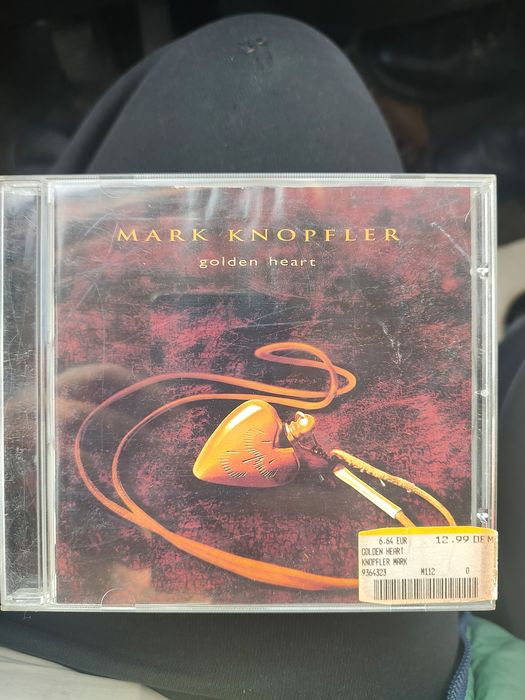 MARK KNOPFLER
golden heart
6.64 EUR 12.99 DEM
GOLDEN HEART
KNOPFLER MARK
9364323 M112 0